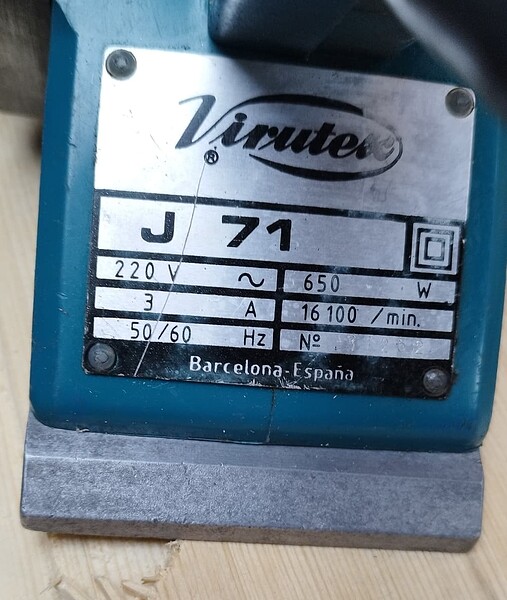 Virutex
®
J 71
220 V ~ 650 W
3 A 16100 /min.
50/60 Hz Nº
Barcelona-España